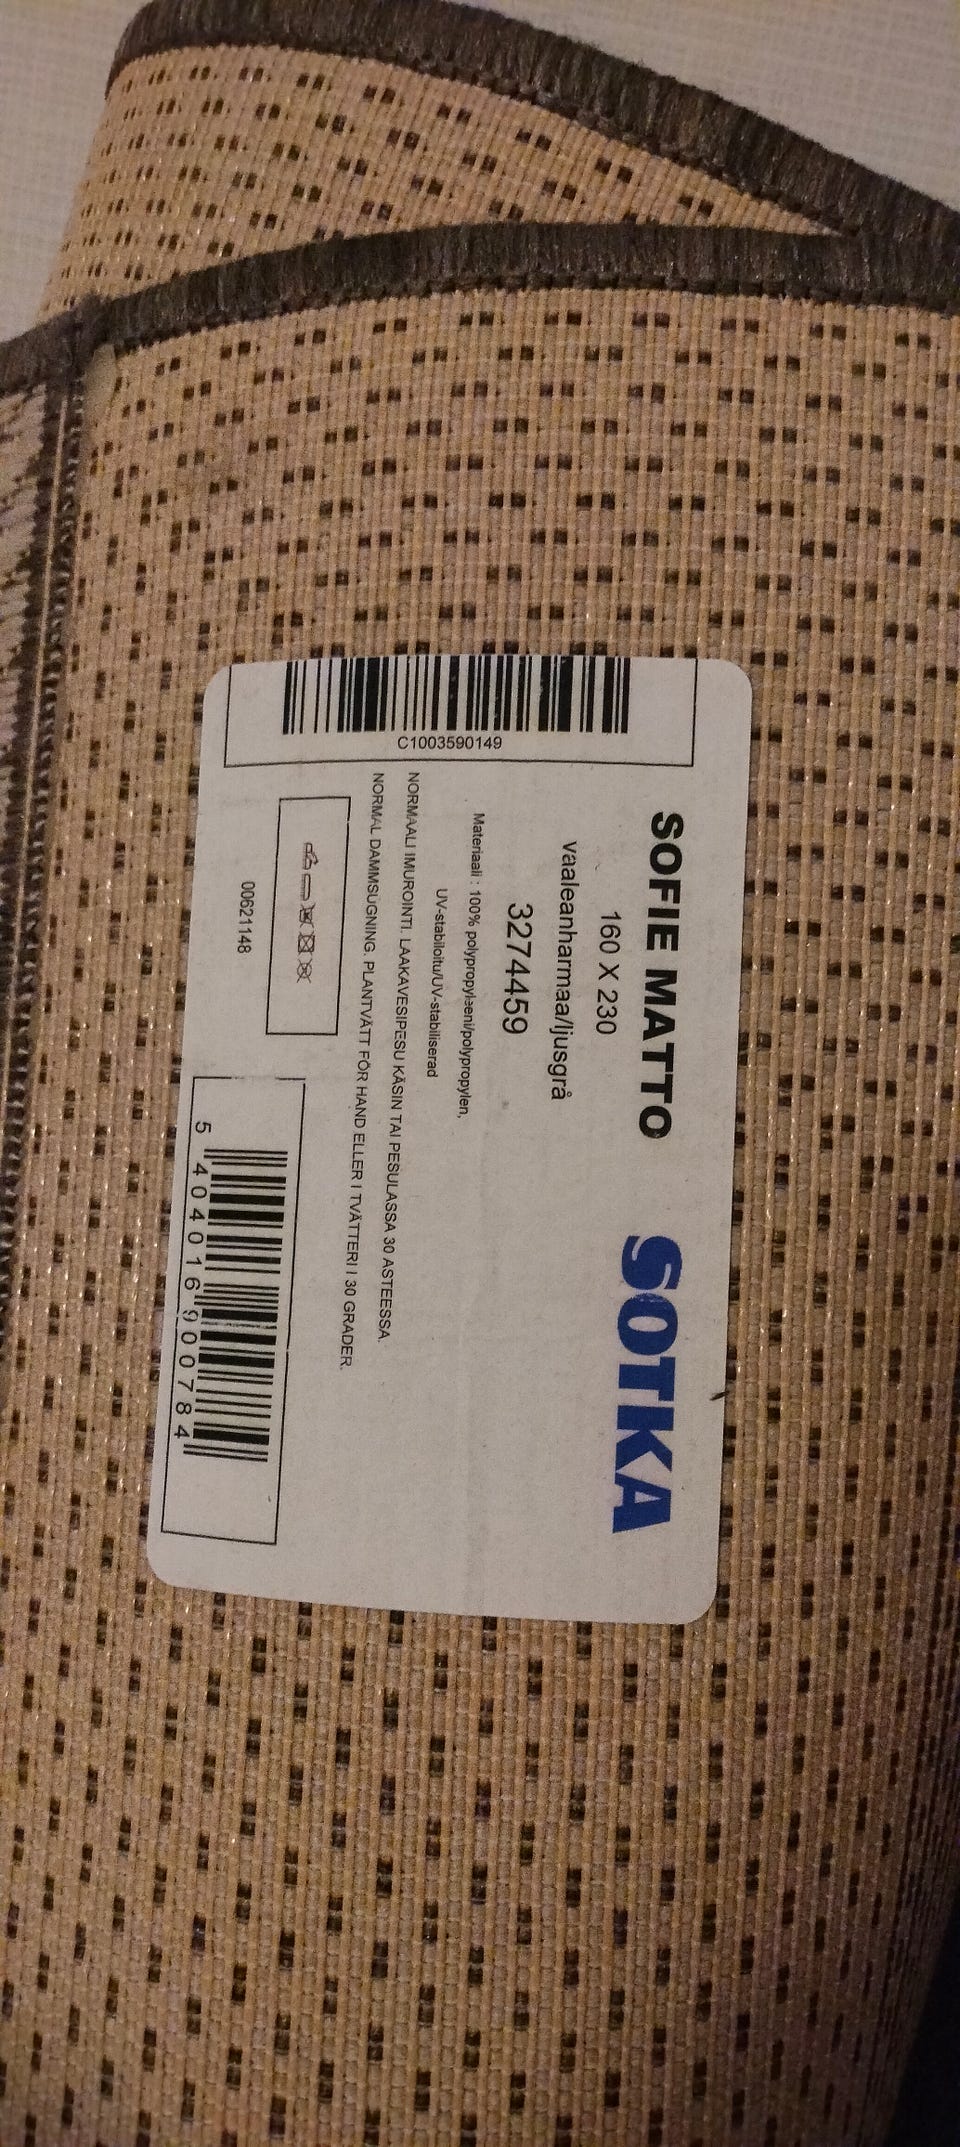 C1003590149
SOFIE MATTO
SOTKA
160 X 230
vaaleanharmaa/ljusgrå
3274459
Materiaali : 100% polypropyleeni/polypropylen,
UV-stabiloitu/UV-stabiliserad
NORMAALI IMUROINTI. LAAKAVESIPESU KÄSIN TAI PESULASSA 30 ASTEESSA.
NORMAL DAMMSUGNING. PLANTVÄTT FÖR HAND ELLER I TVÄTTERI I 30 GRADER.
00621148
5 404016 900784